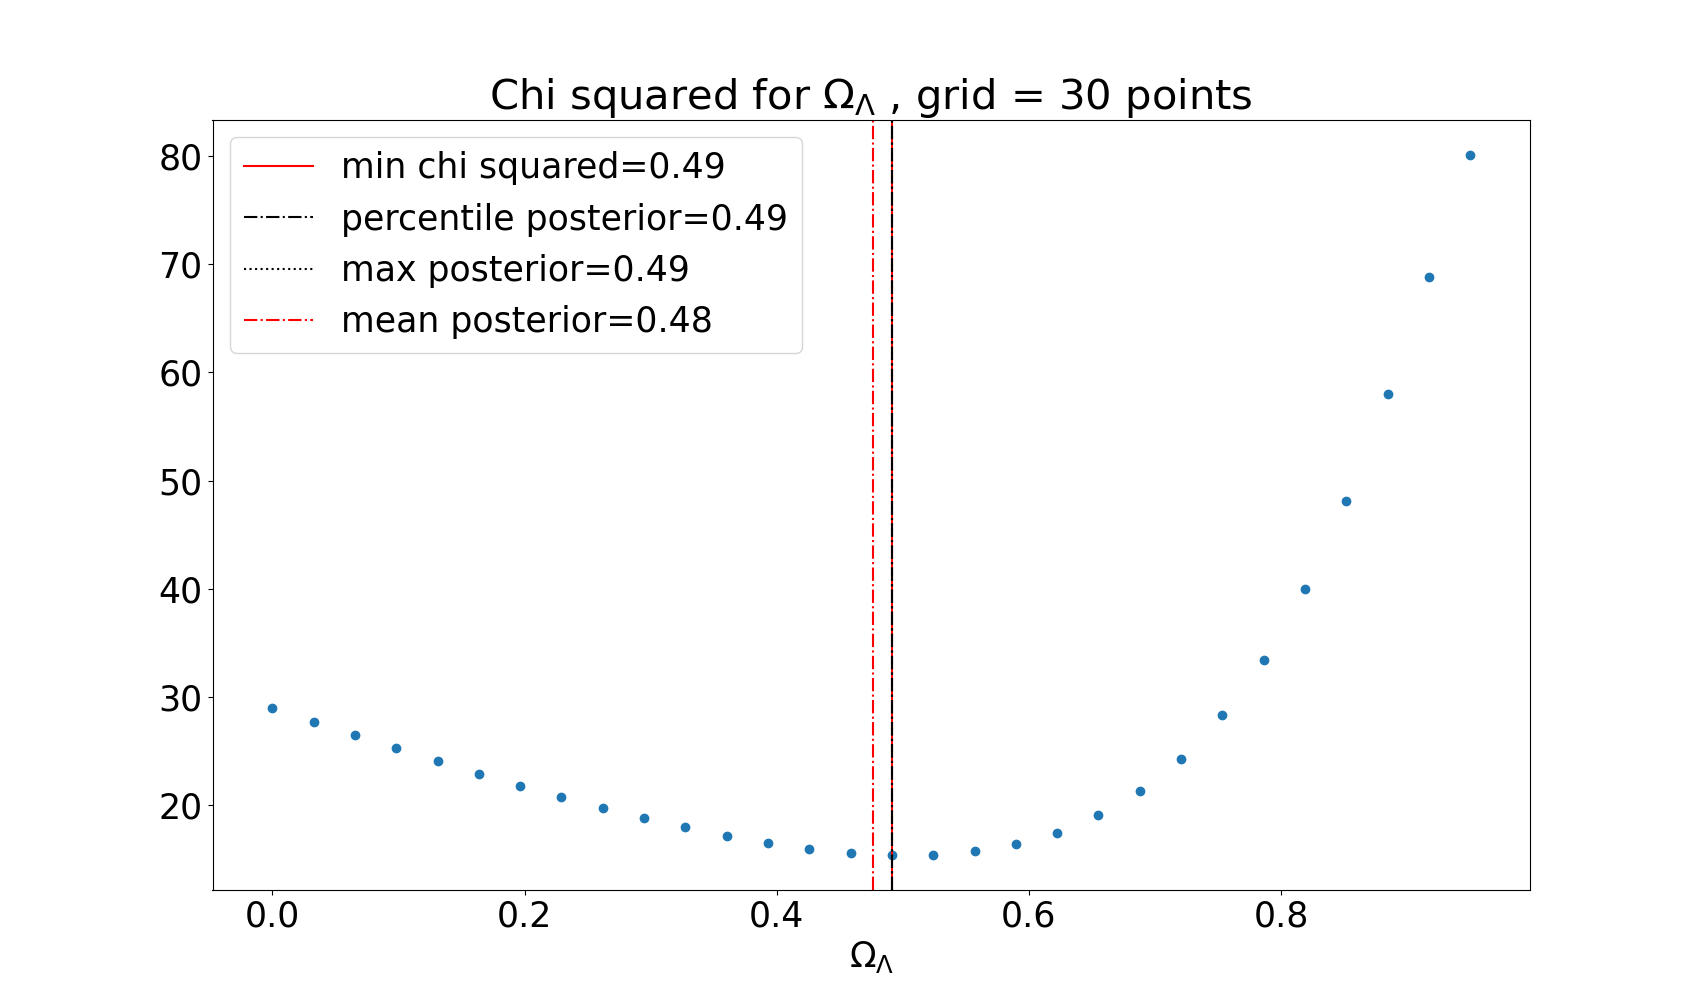 Chi squared for Ω_Λ , grid = 30 points
min chi squared=0.49
percentile posterior=0.49
max posterior=0.49
mean posterior=0.48
80
70
60
50
40
30
20
0.0 0.2 0.4 0.6 0.8
Ω_Λ